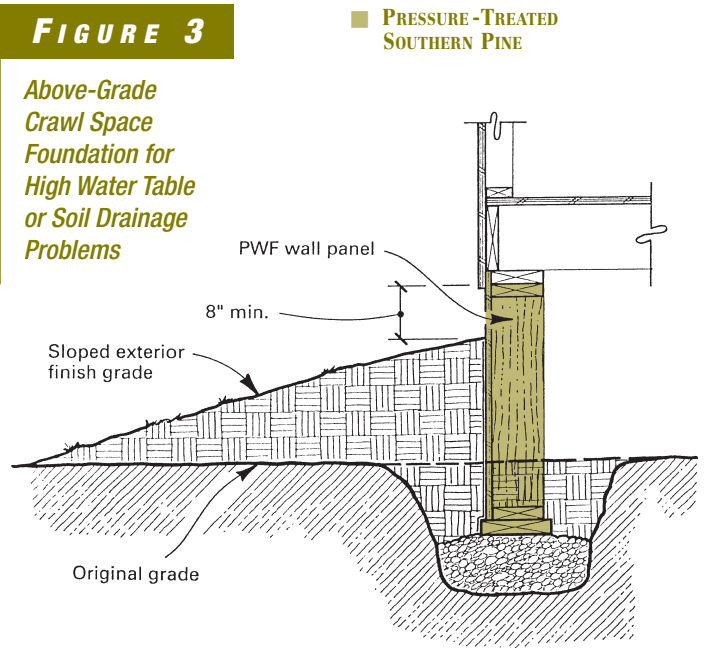 FIGURE 3
PRESSURE-TREATED
SOUTHERN PINE
Above-Grade
Crawl Space
Foundation for
High Water Table
or Soil Drainage
Problems
PWF wall panel
8" min.
Sloped exterior
finish grade
Original grade